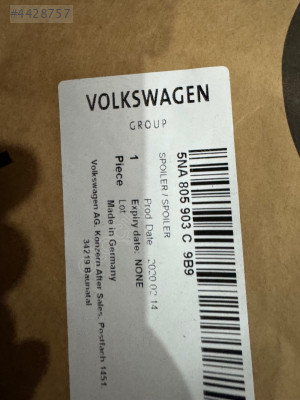 #4428757
VOLKSWAGEN
GROUP
5NA 805 903 C 9B9
SPOILER / SPOILER
Prod. Date 2020 02 14
Expiry date: NONE
1
Piece
Lot
Made in Germany
Volkswagen AG, Konzern After Sales, Postfach 1451,
34219 Baunatal